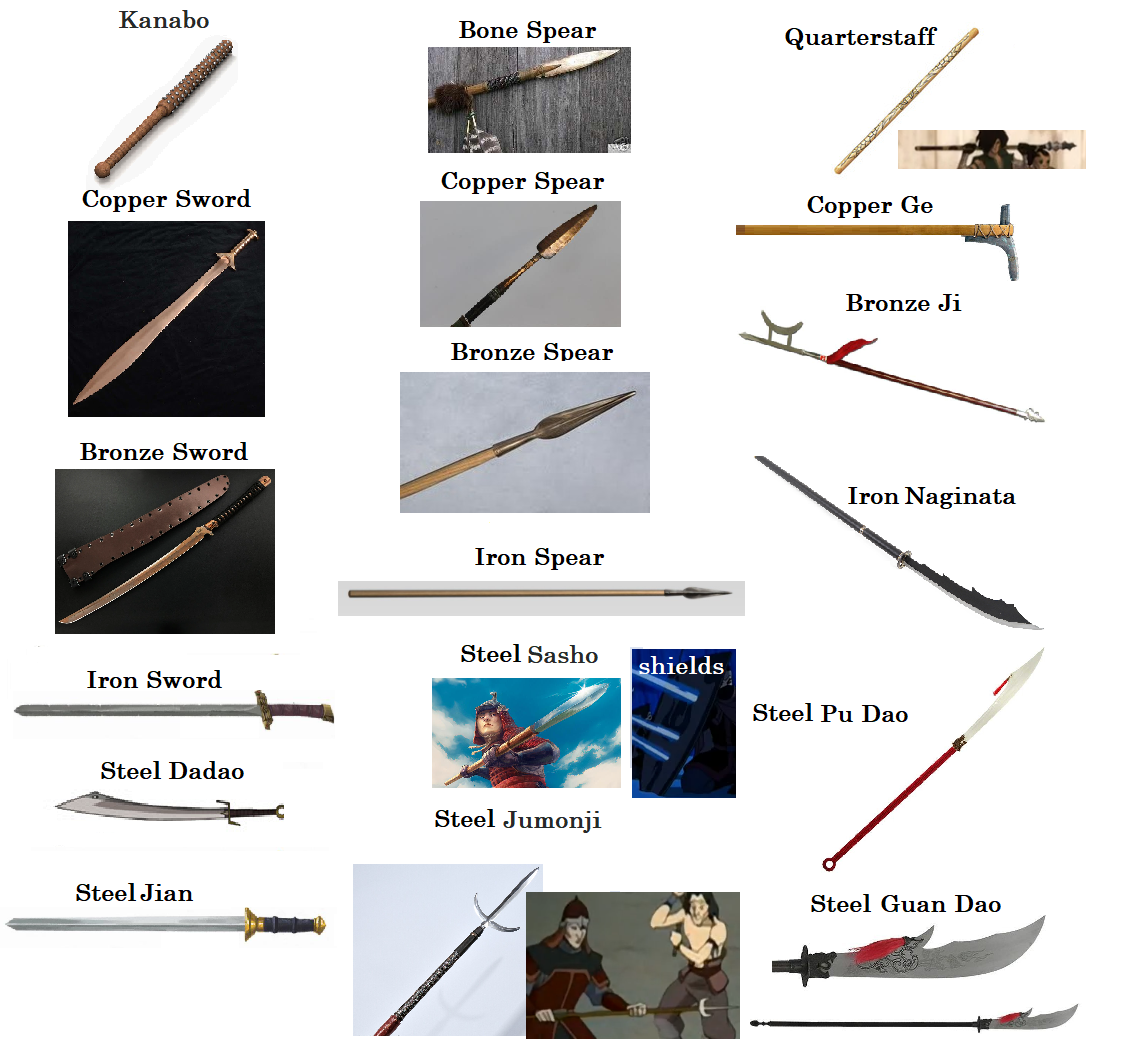 Kanabo
Bone Spear
Quarterstaff
Copper Sword
Copper Spear
Copper Ge
Bronze Ji
Bronze Spear
Bronze Sword
Iron Naginata
Iron Spear
Steel Sasho
shields
Iron Sword
Steel Pu Dao
Steel Dadao
Steel Jumonji
Steel Jian
Steel Guan Dao